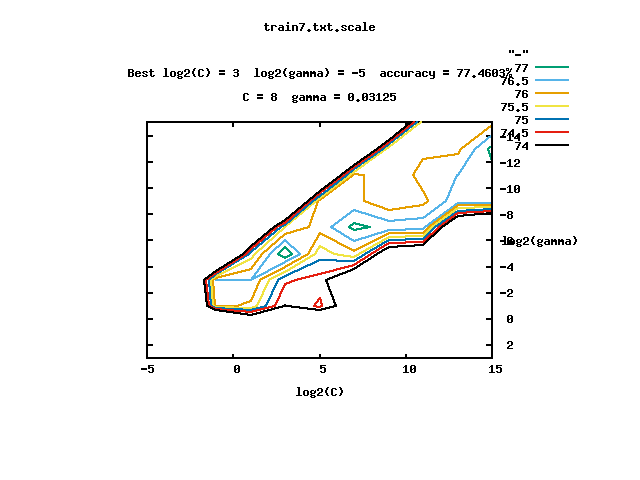 train7.txt.scale
"-"
Best log2(C) = 3 log2(gamma) = -5 accuracy = 77.4603%
77
76.5
C = 8 gamma = 0.03125
76
75.5
75
74.5
74
-14
-12
-10
-8
-6
log2(gamma)
-4
-2
0
2
-5 0 5 10 15
log2(C)